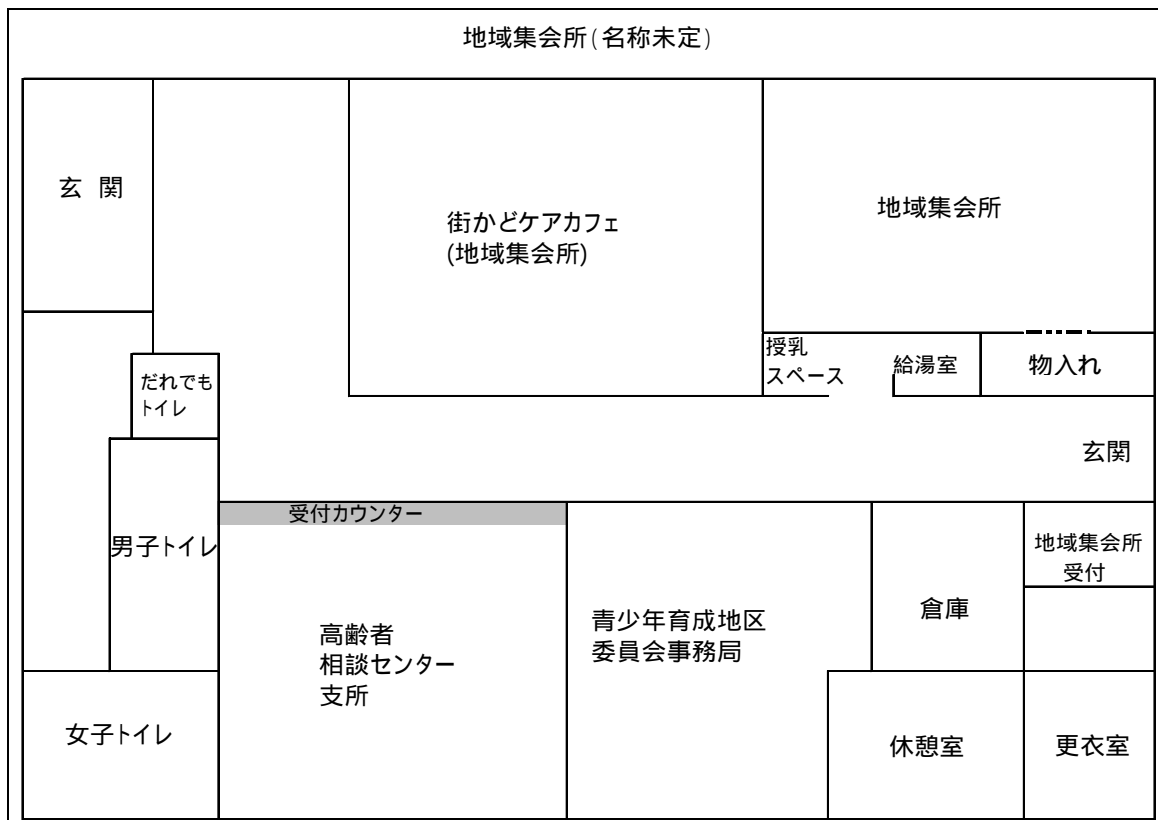 地域集会所(名称未定)
玄 関
街かどケアカフェ
(地域集会所)
地域集会所
授乳
スペース
給湯室
物入れ
だれでも
トイレ
玄関
受付カウンター
男子トイレ
地域集会所
受付
高齢者
相談センター
支所
青少年育成地区
委員会事務局
倉庫
女子トイレ
休憩室
更衣室